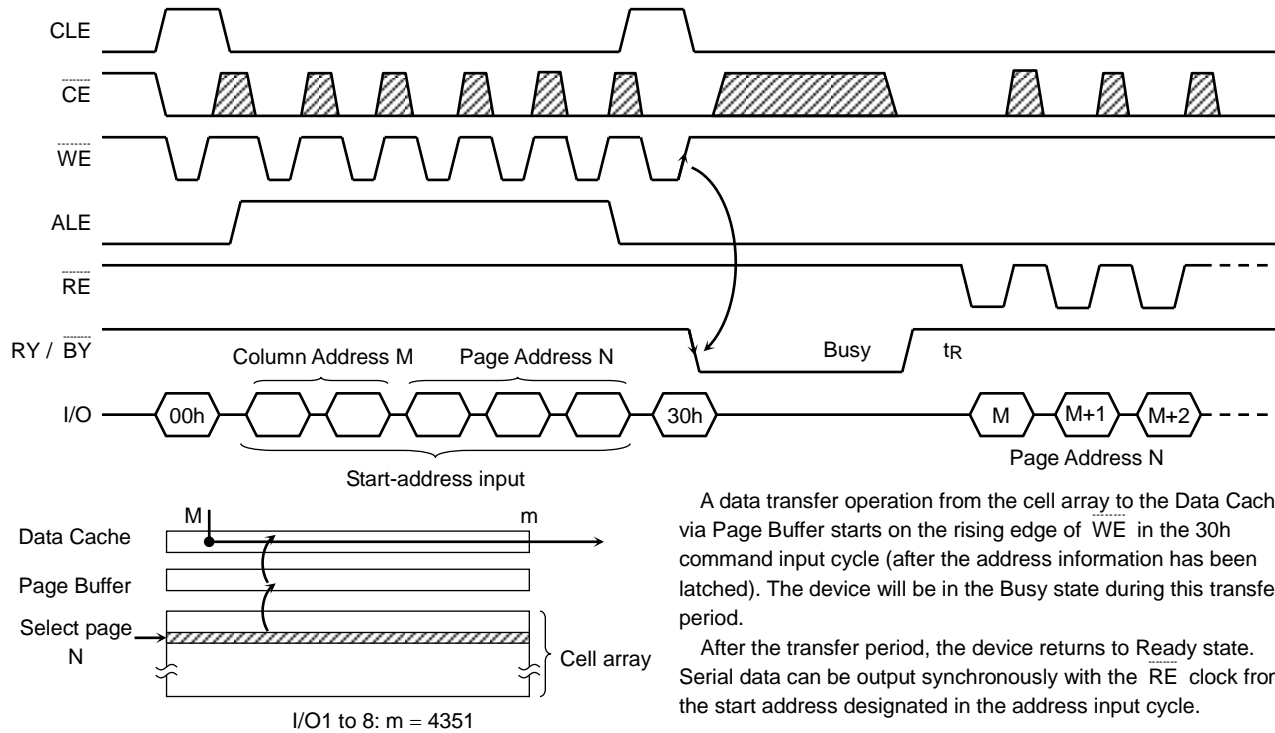 CLE
CE
WE
ALE
RE
RY / BY
Column Address M
Page Address N
Busy
tR
I/O
00h
30h
M
M+1
M+2
Page Address N
Start-address input
M
m
Data Cache
Page Buffer
Select page
N
Cell array
I/O1 to 8: m = 4351
A data transfer operation from the cell array to the Data Cach
via Page Buffer starts on the rising edge of WE in the 30h
command input cycle (after the address information has been
latched). The device will be in the Busy state during this transfe
period.
After the transfer period, the device returns to Ready state.
Serial data can be output synchronously with the RE clock from
the start address designated in the address input cycle.